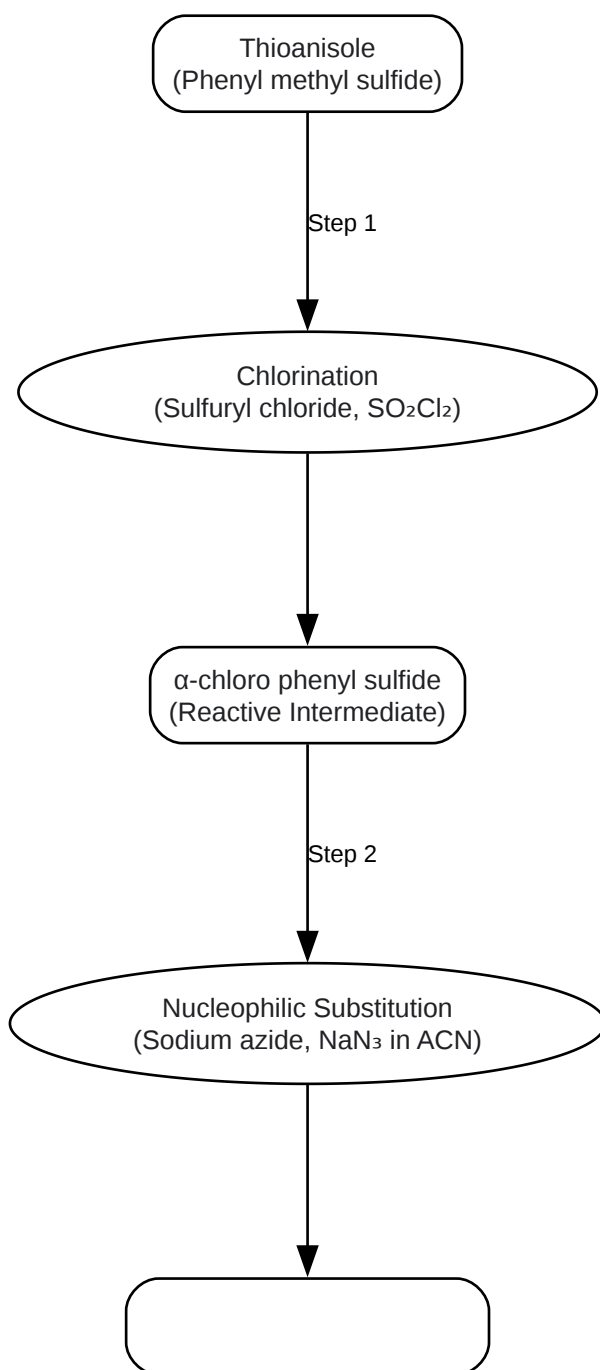 Thioanisole
(Phenyl methyl sulfide)
Step 1
Chlorination
(Sulfuryl chloride, SO₂Cl₂)
α-chloro phenyl sulfide
(Reactive Intermediate)
Step 2
Nucleophilic Substitution
(Sodium azide, NaN₃ in ACN)